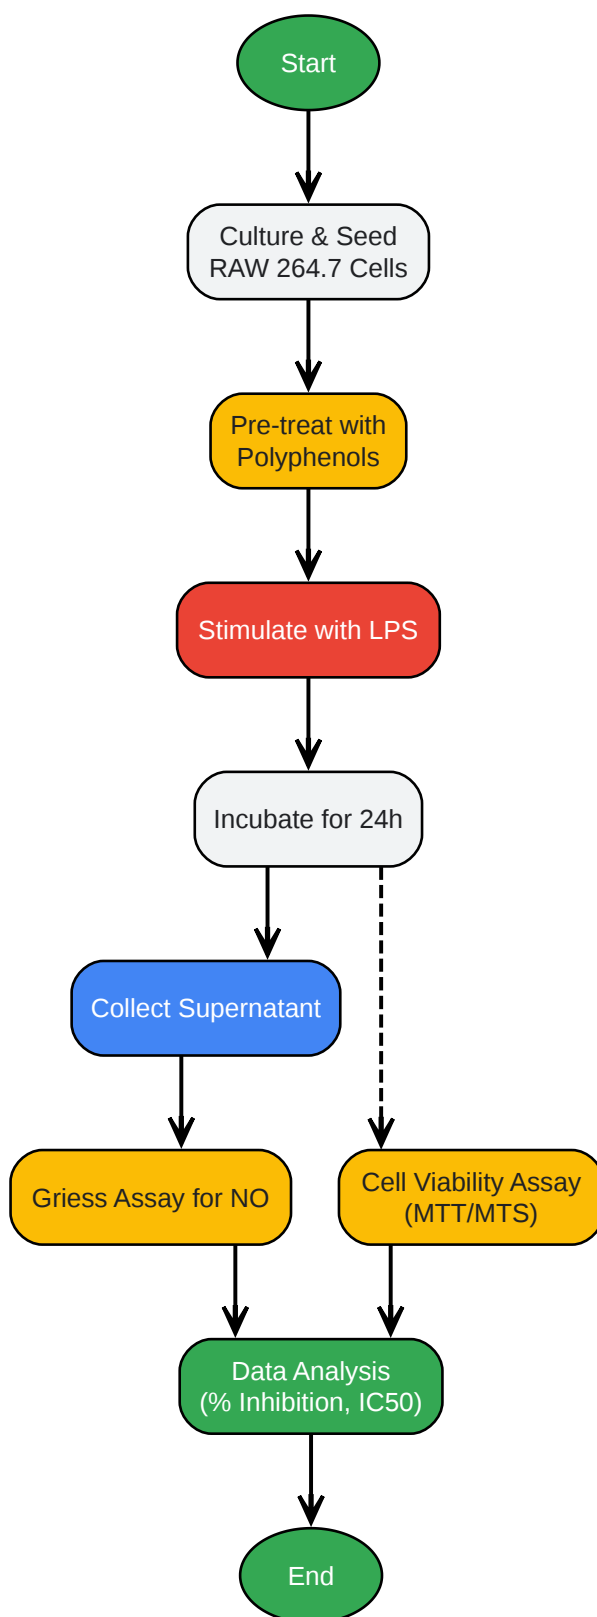 Start
Culture & Seed
RAW 264.7 Cells
Pre-treat with
Polyphenols
Stimulate with LPS
Incubate for 24h
Collect Supernatant
Griess Assay for NO
Cell Viability Assay
(MTT/MTS)
Data Analysis
(% Inhibition, IC50)
End